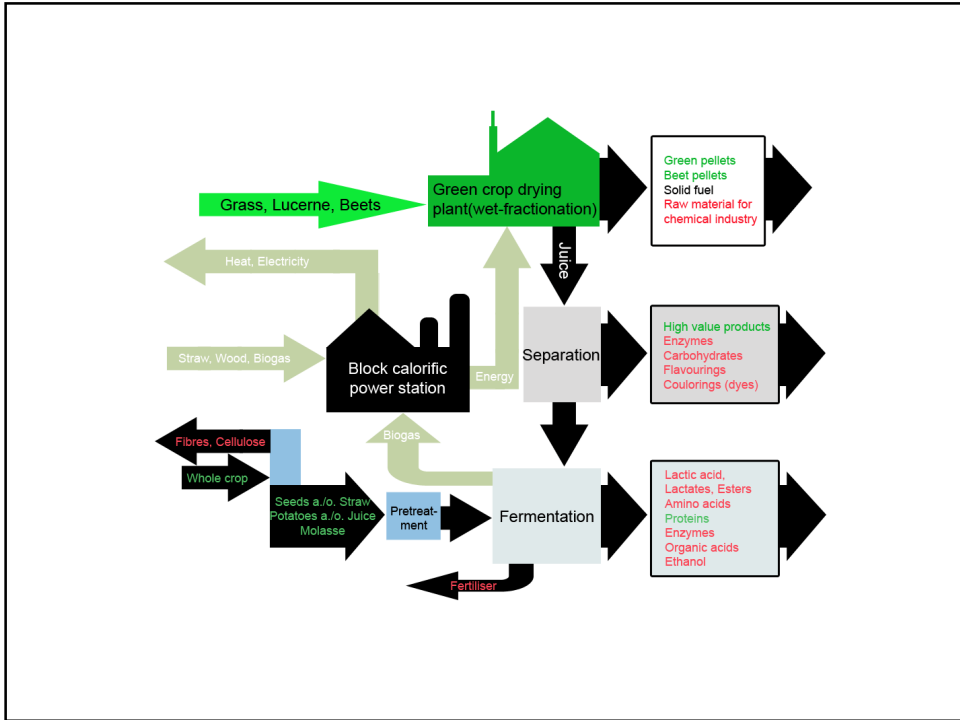 Grass, Lucerne, Beets
Green crop drying
plant(wet-fractionation)
Green pellets
Beet pellets
Solid fuel
Raw material for
chemical industry
Juice
Heat, Electricity
Straw, Wood, Biogas
Block calorific
power station
Energy
Separation
High value products
Enzymes
Carbohydrates
Flavourings
Coulorings (dyes)
Biogas
Fibres, Cellulose
Whole crop
Seeds a./o. Straw
Potatoes a./o. Juice
Molasse
Pretreat-
ment
Fermentation
Lactic acid,
Lactates, Esters
Amino acids
Proteins
Enzymes
Organic acids
Ethanol
Fertiliser